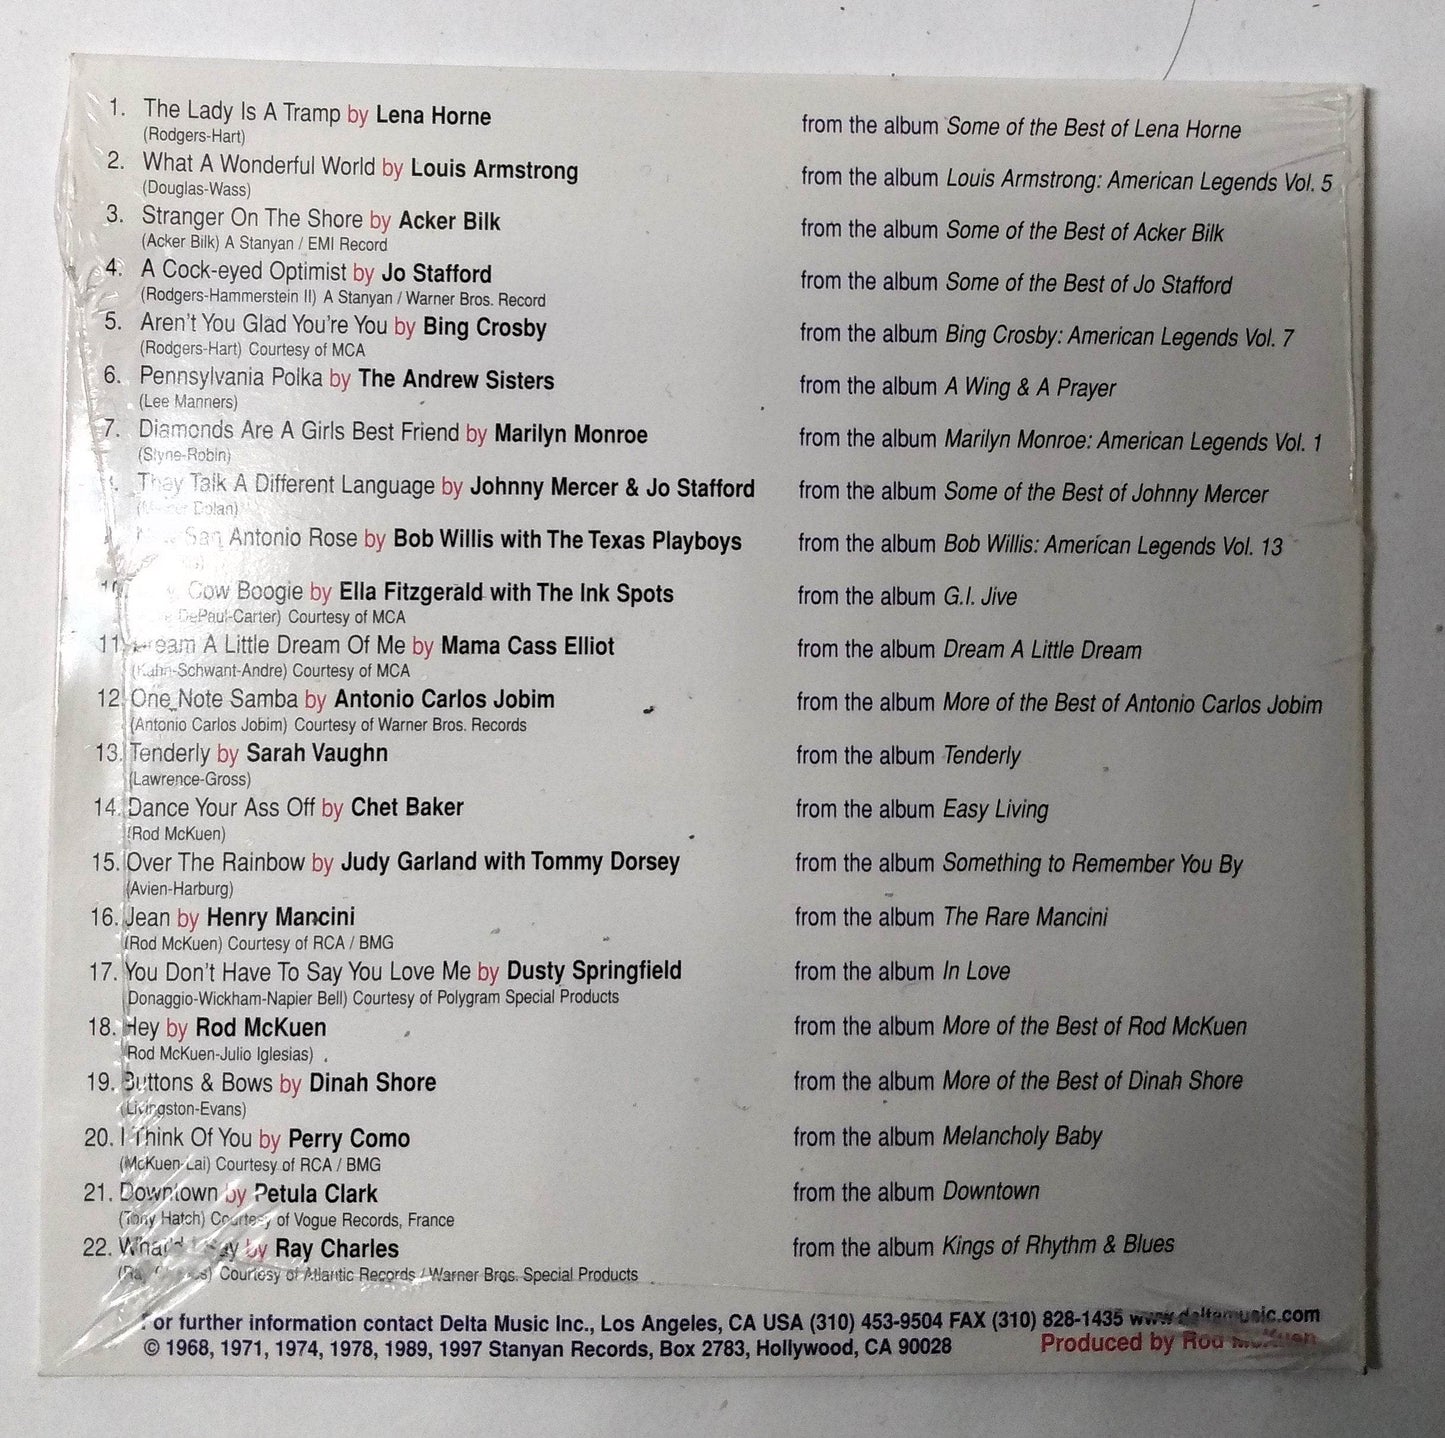 1. The Lady Is A Tramp by Lena Horne from the album Some of the Best of Lena Horne
(Rodgers-Hart)
2. What A Wonderful World by Louis Armstrong from the album Louis Armstrong: American Legends Vol. 5
(Douglas-Wass)
3. Stranger On The Shore by Acker Bilk from the album Some of the Best of Acker Bilk
(Acker Bilk) A Stanyan / EMI Record
4. A Cock-eyed Optimist by Jo Stafford from the album Some of the Best of Jo Stafford
(Rodgers-Hammerstein II) A Stanyan / Warner Bros. Record
5. Aren't You Glad You're You by Bing Crosby from the album Bing Crosby: American Legends Vol. 7
(Rodgers-Hart) Courtesy of MCA
6. Pennsylvania Polka by The Andrew Sisters from the album A Wing & A Prayer
(Lee Manners)
7. Diamonds Are A Girls Best Friend by Marilyn Monroe from the album Marilyn Monroe: American Legends Vol. 1
(Styne-Robin)
They Talk A Different Language by Johnny Mercer & Jo Stafford from the album Some of the Best of Johnny Mercer
Dolan)
San Antonio Rose by Bob Willis with The Texas Playboys from the album Bob Willis: American Legends Vol. 13
10. Cow Boogie by Ella Fitzgerald with The Ink Spots from the album G.I. Jive
DePaul-Carter) Courtesy of MCA
11. Dream A Little Dream Of Me by Mama Cass Elliot from the album Dream A Little Dream
(Kahn-Schwant-Andre) Courtesy of MCA
12. One Note Samba by Antonio Carlos Jobim from the album More of the Best of Antonio Carlos Jobim
(Antonio Carlos Jobim) Courtesy of Warner Bros. Records
13. Tenderly by Sarah Vaughn from the album Tenderly
(Lawrence-Gross)
14. Dance Your Ass Off by Chet Baker from the album Easy Living
(Rod McKuen)
15. Over The Rainbow by Judy Garland with Tommy Dorsey from the album Something to Remember You By
(Avien-Harburg)
16. Jean by Henry Mancini from the album The Rare Mancini
(Rod McKuen) Courtesy of RCA / BMG
17. You Don't Have To Say You Love Me by Dusty Springfield from the album In Love
(Donaggio-Wickham-Napier Bell) Courtesy of Polygram Special Products
18. Hey by Rod McKuen from the album More of the Best of Rod McKuen
(Rod McKuen-Julio Iglesias)
19. Buttons & Bows by Dinah Shore from the album More of the Best of Dinah Shore
(Livingston-Evans)
20. I Think Of You by Perry Como from the album Melancholy Baby
(McKuen-Lai) Courtesy of RCA / BMG
21. Downtown by Petula Clark from the album Downtown
(Tony Hatch) Courtesy of Vogue Records, France
22. What'd I Say by Ray Charles from the album Kings of Rhythm & Blues
(Ray Charles) Courtesy of Atlantic Records / Warner Bros. Special Products
For further information contact Delta Music Inc., Los Angeles, CA USA (310) 453-9504 FAX (310) 828-1435 www.deltamusic.com
© 1968, 1971, 1974, 1978, 1989, 1997 Stanyan Records, Box 2783, Hollywood, CA 90028 Produced by Rod McKuen